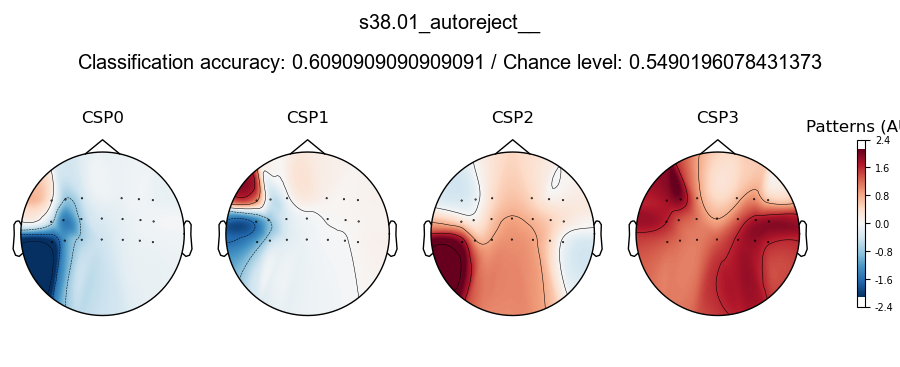 s38.01_autoreject__
Classification accuracy: 0.6090909090909091 / Chance level: 0.5490196078431373
CSP0 CSP1 CSP2 CSP3
Patterns (AU
2.4
1.6
0.8
0.0
-0.8
-1.6
-2.4